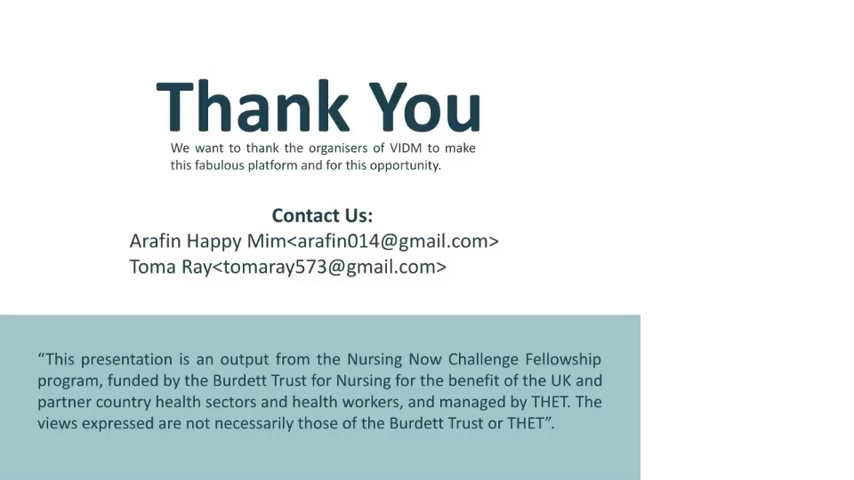 Thank You
We want to thank the organisers of VIDM to make
this fabulous platform and for this opportunity.
Contact Us:
Arafin Happy Mim<arafin014@gmail.com>
Toma Ray<tomaray573@gmail.com>
“This presentation is an output from the Nursing Now Challenge Fellowship
program, funded by the Burdett Trust for Nursing for the benefit of the UK and
partner country health sectors and health workers, and managed by THET. The
views expressed are not necessarily those of the Burdett Trust or THET”.